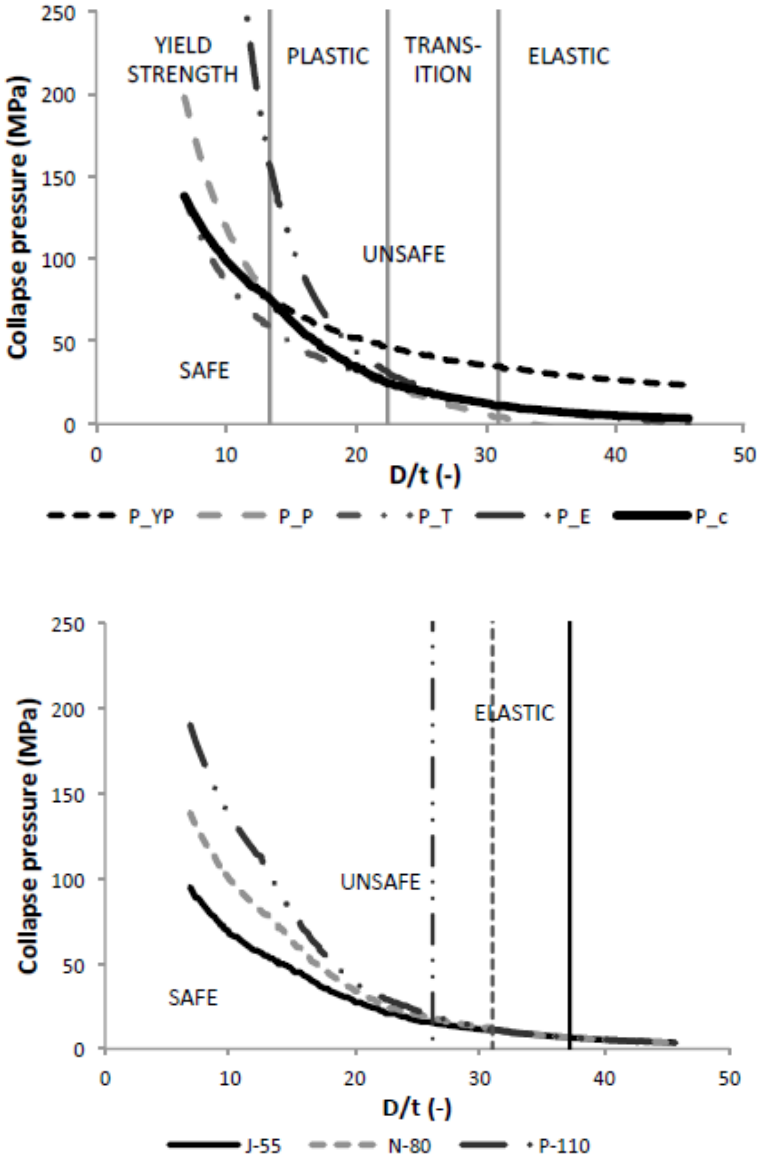 250
YIELD STRENGTH
PLASTIC
TRANS-ITION
ELASTIC
200
Collapse pressure (MPa)
150
100
UNSAFE
50
SAFE
0
0 10 20 30 40 50
D/t (-)
P_YP P_P P_T P_E P_c
250
200
ELASTIC
Collapse pressure (MPa)
150
100
UNSAFE
50
SAFE
0
0 10 20 30 40 50
D/t (-)
J-55 N-80 P-110